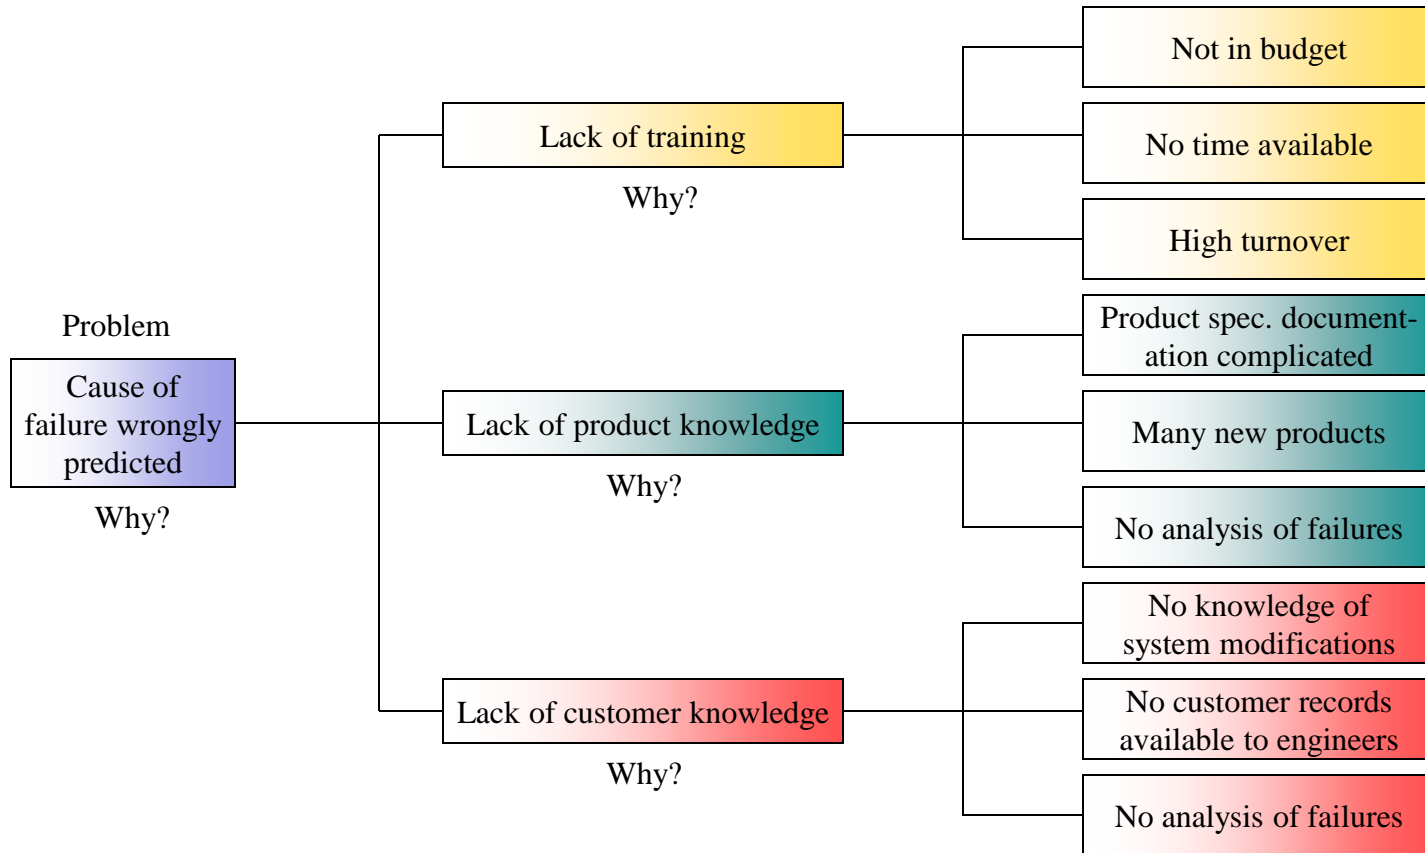 Not in budget
Lack of training
No time available
Why?
High turnover
Problem
Product spec. document-
ation complicated
Cause of
failure wrongly
predicted
Lack of product knowledge
Many new products
Why?
Why?
No analysis of failures
No knowledge of
system modifications
Lack of customer knowledge
No customer records
available to engineers
Why?
No analysis of failures